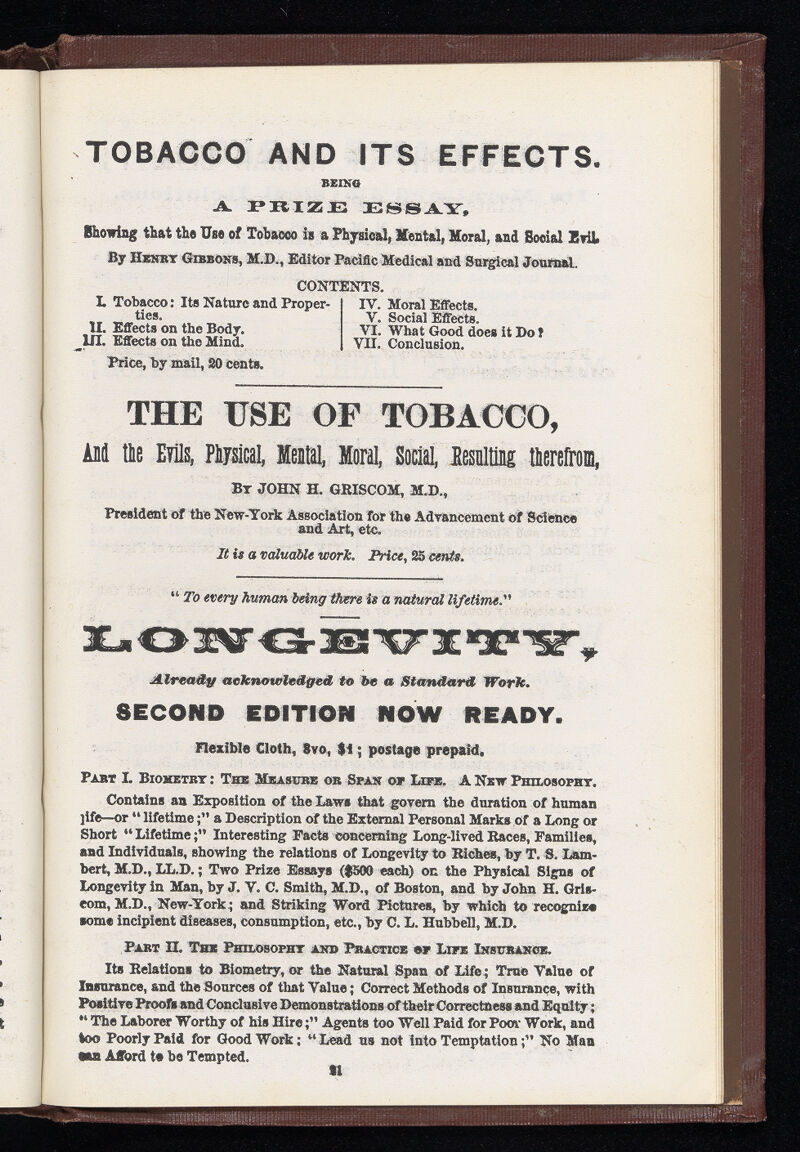 TOBACCO AND ITS EFFECTS.
BEING
A PRIZE ESSAY,
Showing that the Use of Tobacco is a Physical, Mental, Moral, and Social Evil.
By HENRY GIBBONS, M.D., Editor Pacific Medical and Surgical Journal.
CONTENTS.
I. Tobacco: Its Nature and Proper-
ties.
II. Effects on the Body.
III. Effects on the Mind.
IV. Moral Effects.
V. Social Effects.
VI. What Good does it Do?
VII. Conclusion.
Price, by mail, 20 cents.
THE USE OF TOBACCO,
And the Evils, Physical, Mental, Moral, Social, Resulting therefrom,
BY JOHN H. GRISCOM, M.D.,
President of the New-York Association for the Advancement of Science
and Art, etc.
It is a valuable work. Price, 25 cents.
"To every human being there is a natural lifetime."
LONGEVITY,
Already acknowledged to be a Standard Work.
SECOND EDITION NOW READY.
Flexible Cloth, 8vo, $1; postage prepaid.
PART I. BIOMETRY: THE MEASURE OR SPAN OF LIFE. A NEW PHILOSOPHY.
Contains an Exposition of the Laws that govern the duration of human
life—or "lifetime;" a Description of the External Personal Marks of a Long or
Short "Lifetime;" Interesting Facts concerning Long-lived Races, Families,
and Individuals, showing the relations of Longevity to Riches, by T. S. Lam-
bert, M.D., LL.D.; Two Prize Essays ($500 each) on the Physical Signs of
Longevity in Man, by J. V. C. Smith, M.D., of Boston, and by John H. Gris-
com, M.D., New-York; and Striking Word Pictures, by which to recognize
some incipient diseases, consumption, etc., by C. L. Hubbell, M.D.
PART II. THE PHILOSOPHY AND PRACTICE OF LIFE INSURANCE.
Its Relations to Biometry, or the Natural Span of Life; True Value of
Insurance, and the Sources of that Value; Correct Methods of Insurance, with
Positive Proofs and Conclusive Demonstrations of their Correctness and Equity;
"The Laborer Worthy of his Hire;" Agents too Well Paid for Poor Work, and
too Poorly Paid for Good Work: "Lead us not into Temptation;" No Man
can Afford to be Tempted.
21